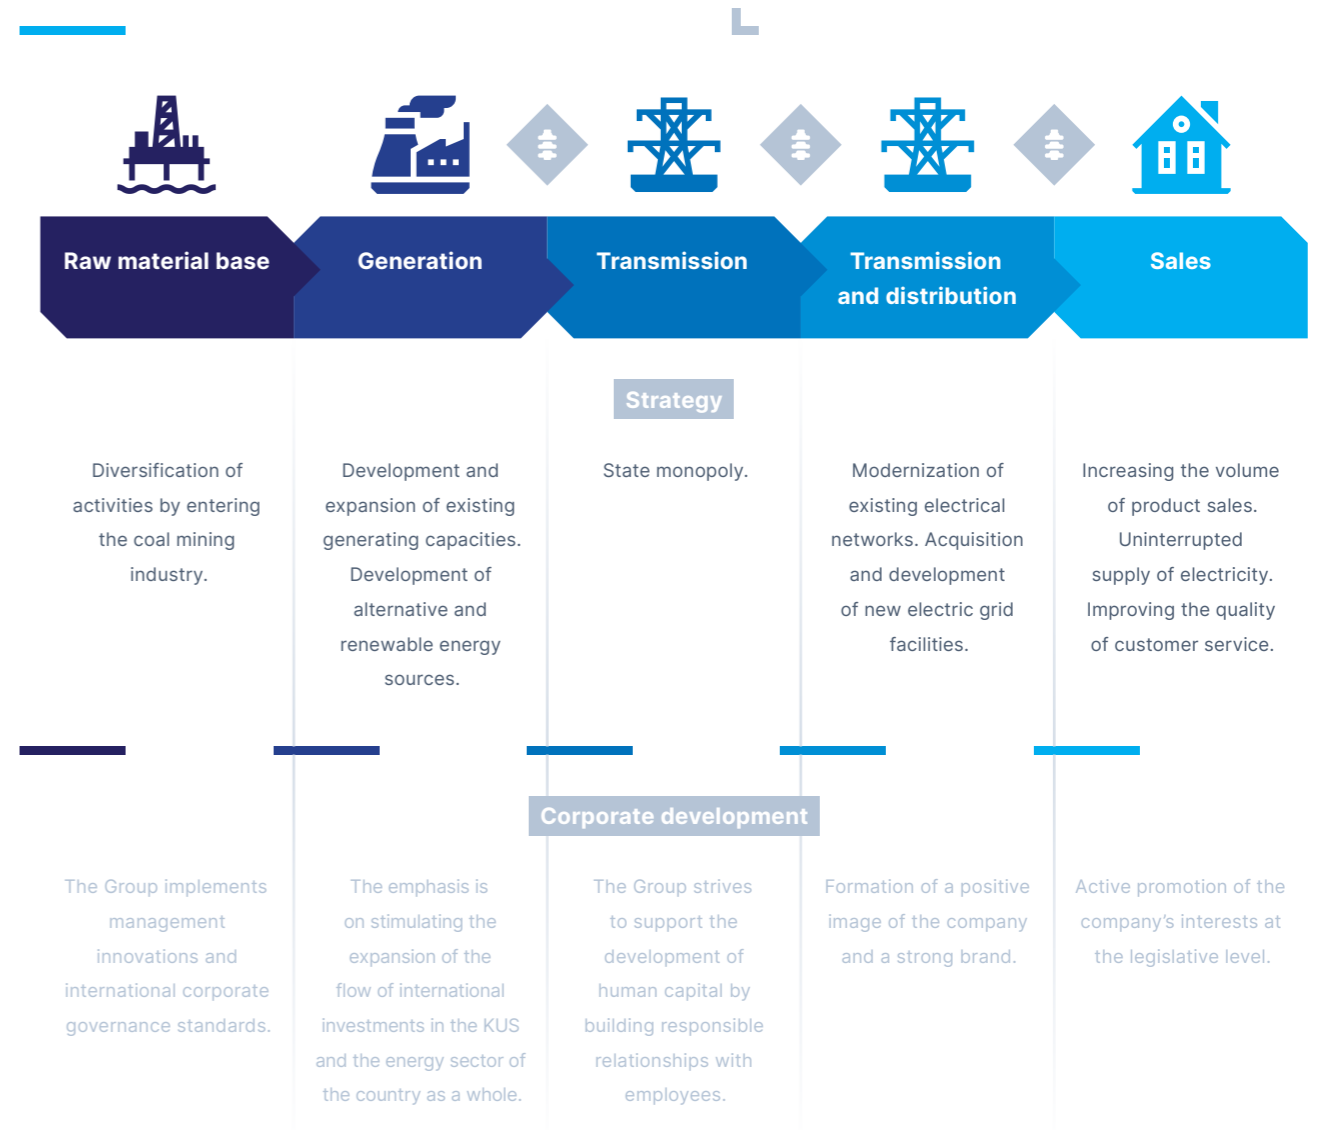 Raw material base
Generation
Transmission
Transmission
and distribution
Sales
Strategy
Diversification of
activities by entering
the coal mining
industry.
Development and
expansion of existing
generating capacities.
Development of
alternative and
renewable energy
sources.
State monopoly.
Modernization of
existing electrical
networks. Acquisition
and development
of new electric grid
facilities.
Increasing the volume
of product sales.
Uninterrupted
supply of electricity.
Improving the quality
of customer service.
Corporate development
The Group implements
management
innovations and
international corporate
governance standards.
The emphasis is
on stimulating the
expansion of the
flow of international
investments in the KUS
and the energy sector of
the country as a whole.
The Group strives
to support the
development of
human capital by
building responsible
relationships with
employees.
Formation of a positive
image of the company
and a strong brand.
Active promotion of the
company’s interests at
the legislative level.